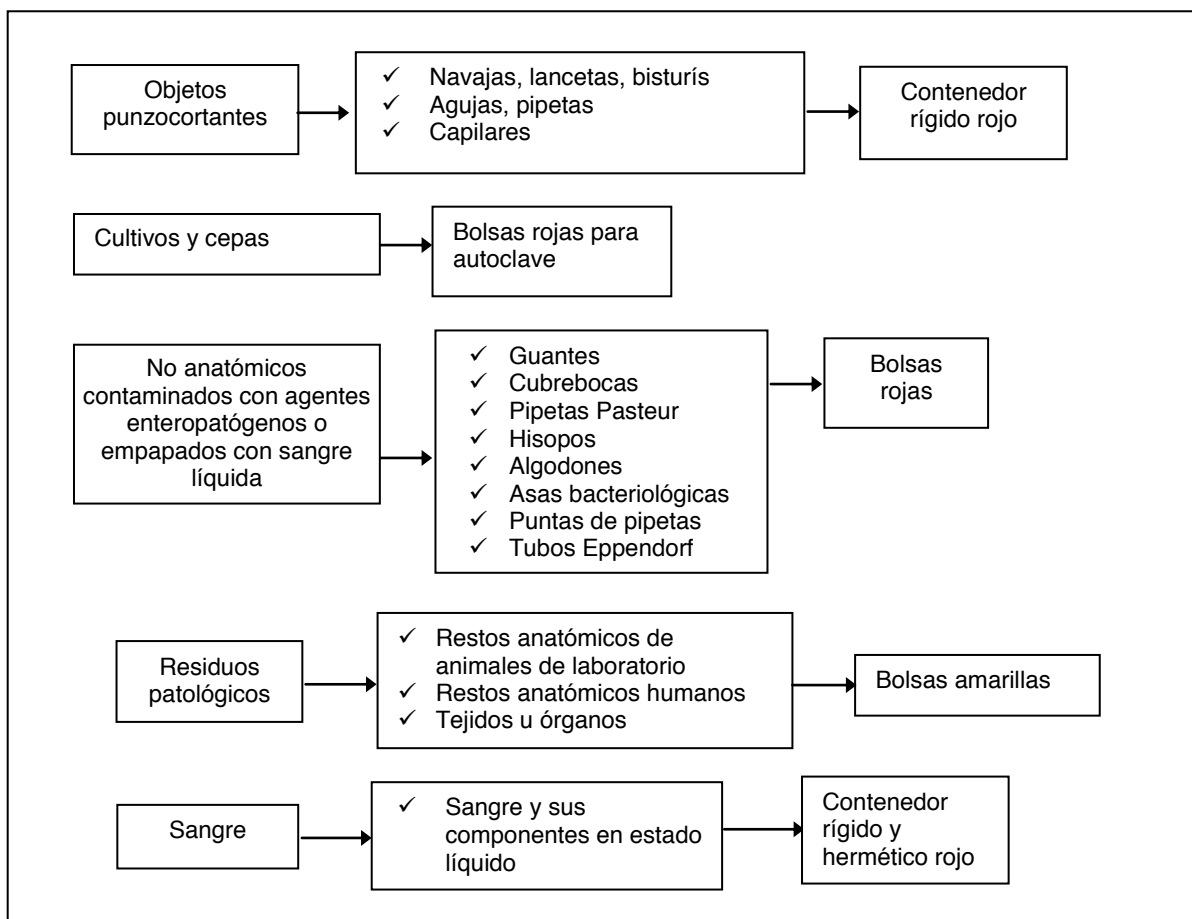 Objetos
punzocortantes
✓ Navajas, lancetas, bisturís
✓ Agujas, pipetas
✓ Capilares
Contenedor
rígido rojo
Cultivos y cepas
Bolsas rojas para
autoclave
No anatómicos
contaminados con agentes
enteropatógenos o
empapados con sangre
líquida
✓ Guantes
✓ Cubrebocas
✓ Pipetas Pasteur
✓ Hisopos
✓ Algodones
✓ Asas bacteriológicas
✓ Puntas de pipetas
✓ Tubos Eppendorf
Bolsas
rojas
Residuos
patológicos
✓ Restos anatómicos de
animales de laboratorio
✓ Restos anatómicos humanos
✓ Tejidos u órganos
Bolsas amarillas
Sangre
✓ Sangre y sus
componentes en estado
líquido
Contenedor
rígido y
hermético rojo